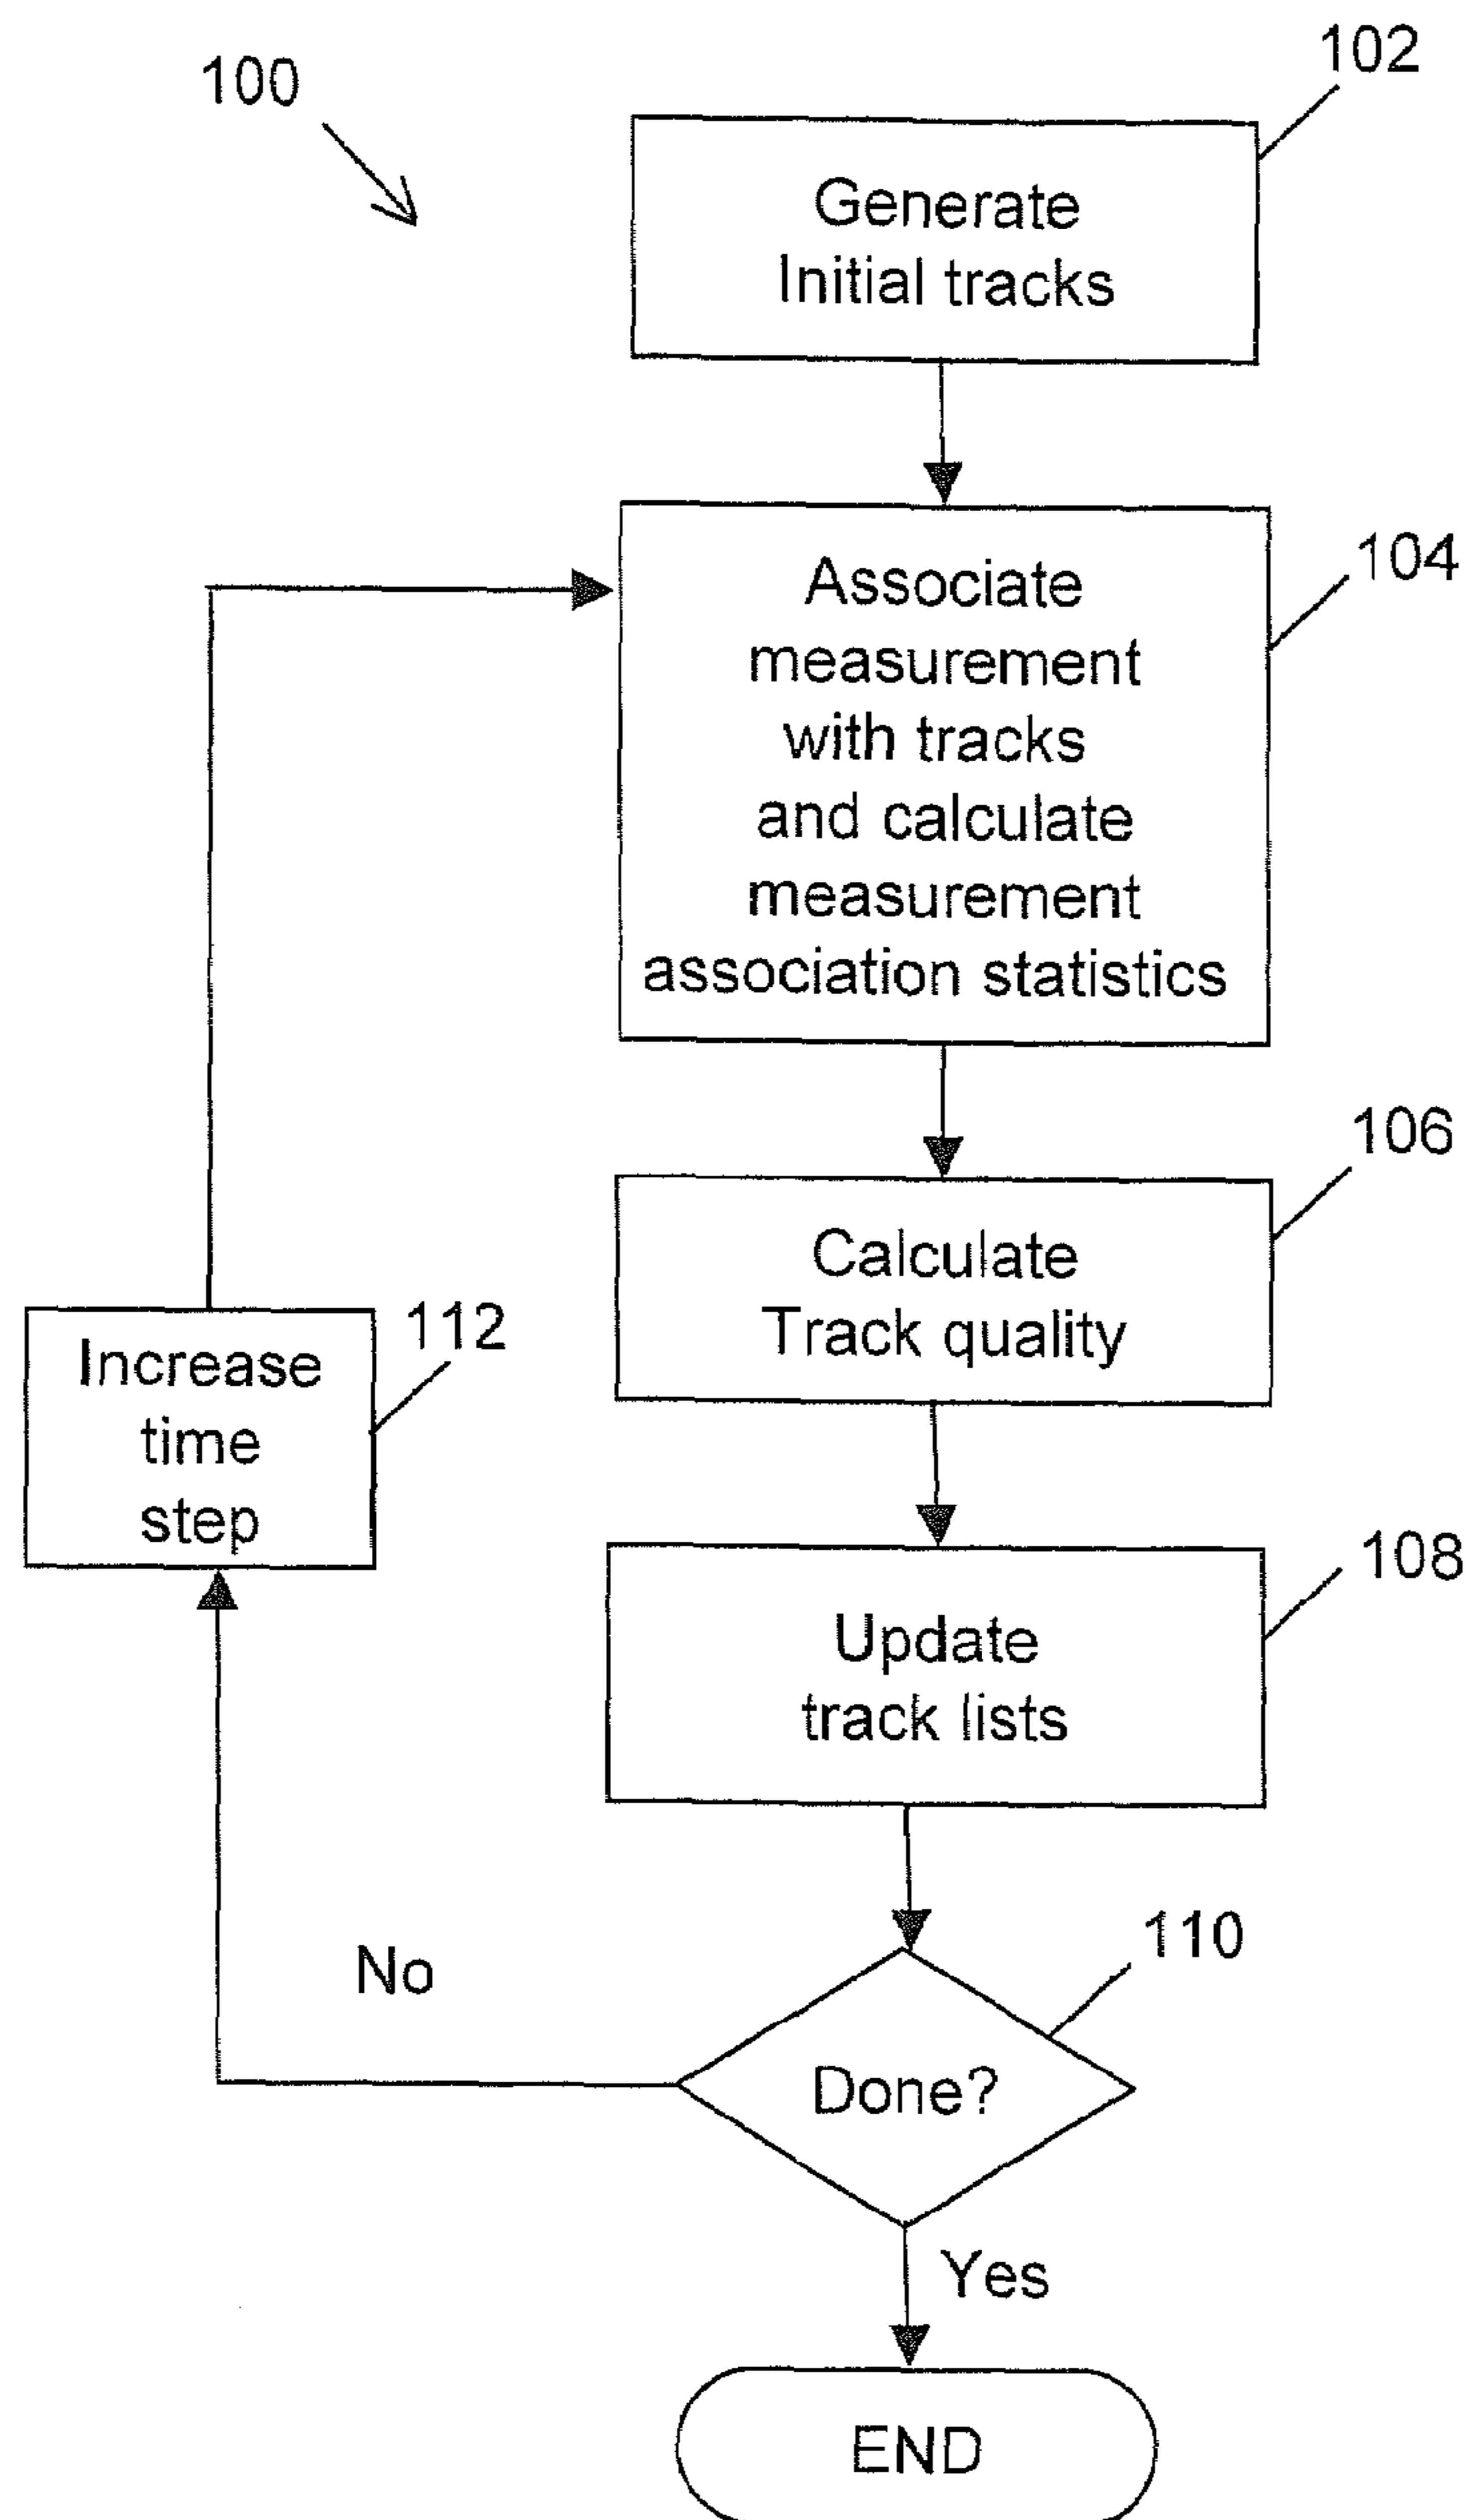 100
102
Generate
Initial tracks
104
Associate
measurement
with tracks
and calculate
measurement
association statistics
106
Calculate
Track quality
112
Increase
time
step
108
Update
track lists
110
No
Done?
Yes
END